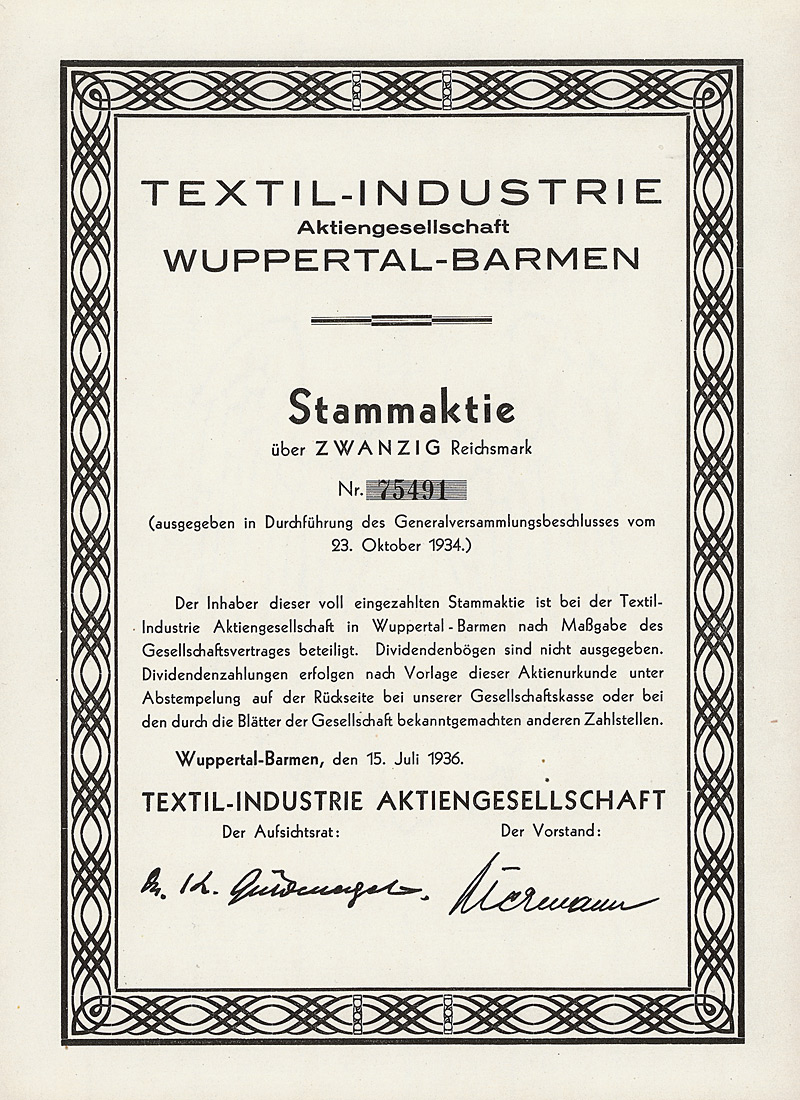 TEXTIL-INDUSTRIE
Aktiengesellschaft
WUPPERTAL-BARMEN
Stammaktie
über ZWANZIG Reichsmark
Nr. 75491
(ausgegeben in Durchführung des Generalversammlungsbeschlusses vom
23. Oktober 1934.)
Der Inhaber dieser voll eingezahlten Stammaktie ist bei der Textil-
Industrie Aktiengesellschaft in Wuppertal-Barmen nach Maßgabe des
Gesellschaftsvertrages beteiligt. Dividendenbögen sind nicht ausgegeben.
Dividendenzahlungen erfolgen nach Vorlage dieser Aktienurkunde unter
Abstempelung auf der Rückseite bei unserer Gesellschaftskasse oder bei
den durch die Blätter der Gesellschaft bekanntgemachten anderen Zahlstellen.
Wuppertal-Barmen, den 15. Juli 1936.
TEXTIL-INDUSTRIE AKTIENGESELLSCHAFT
Der Aufsichtsrat: Der Vorstand: